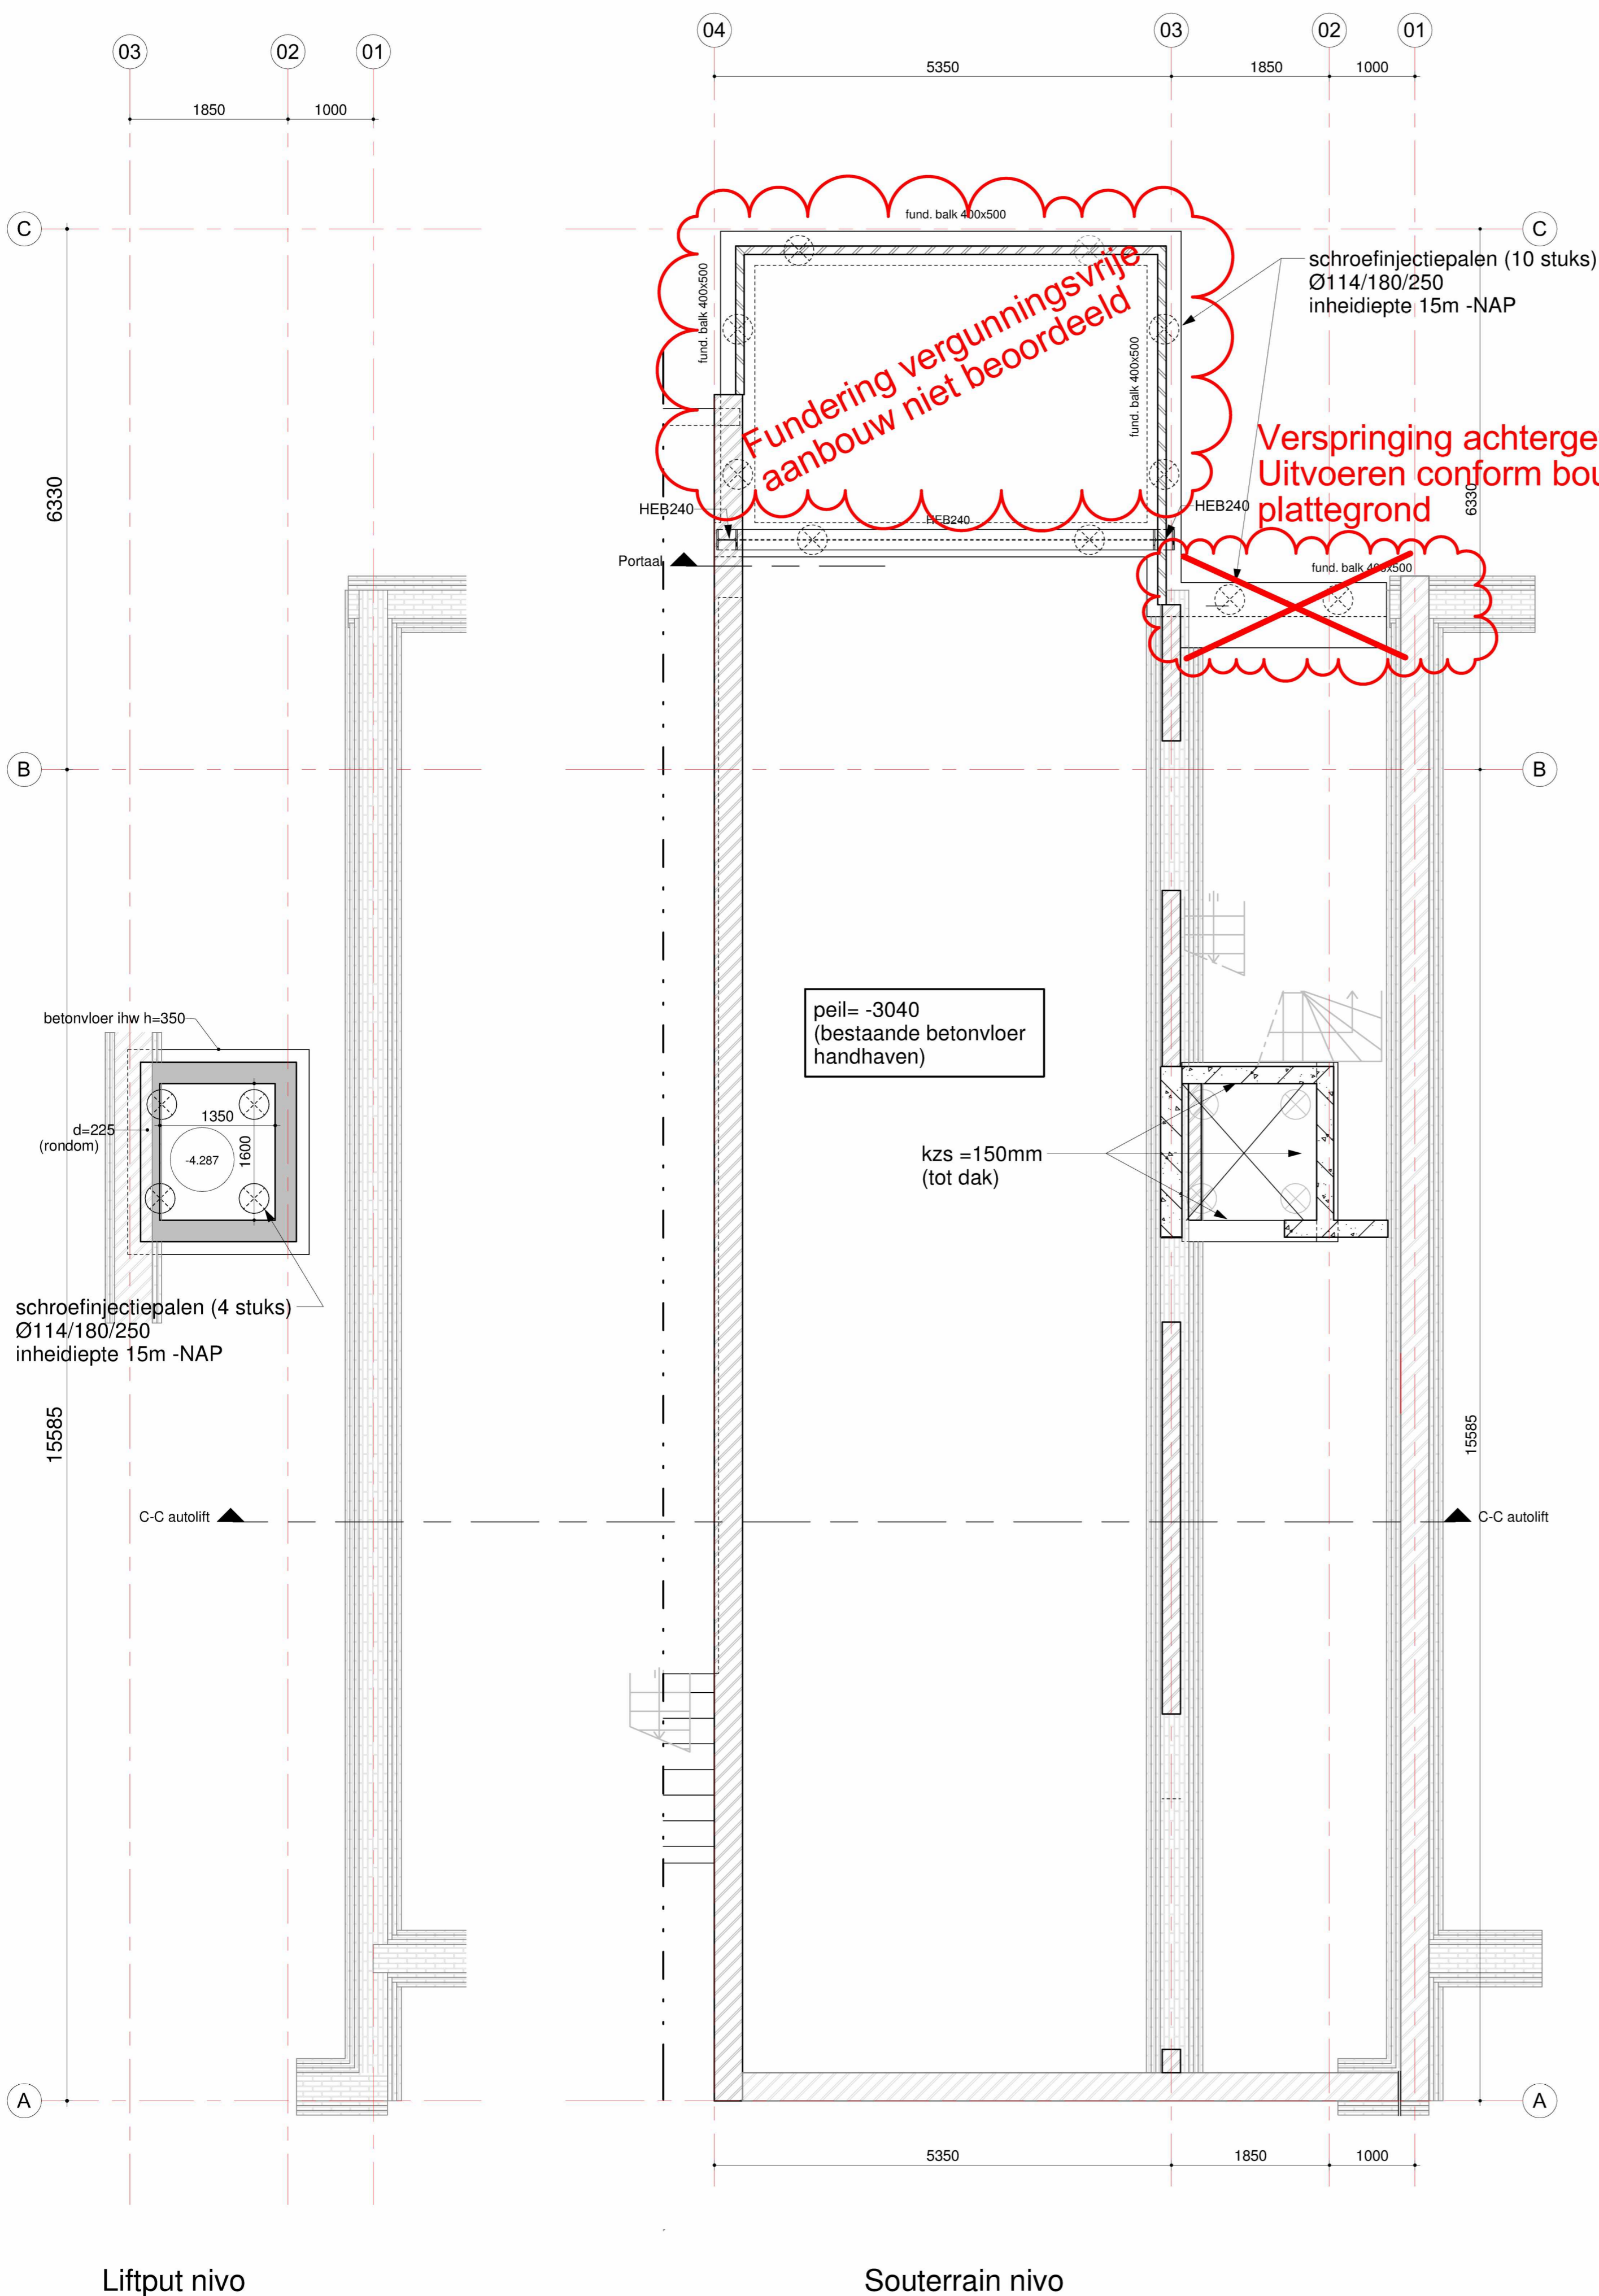 04
03
02
01
03
02
01
5350
1850
1000
1850
1000
C
C
fund. balk 400x500
fund. balk 400x500
fund. balk 400x500
schroefinjectiepalen (10 stuks)
Ø114/180/250
inheidiepte 15m -NAP
Fundering vergunningsvrije
aanbouw niet beoordeeld
Verspringing achterge
Uitvoeren conform bou
plattegrond
6330
6330
HEB240
HEB240
HEB240
Portaal
fund. balk 400x500
B
B
peil= -3040
(bestaande betonvloer
handhaven)
betonvloer ihw h=350
d=225
(rondom)
1350
1600
-4.287
kzs =150mm
(tot dak)
schroefinjectiepalen (4 stuks)
Ø114/180/250
inheidiepte 15m -NAP
15585
15585
C-C autolift
C-C autolift
A
A
5350
1850
1000
Liftput nivo
Souterrain nivo